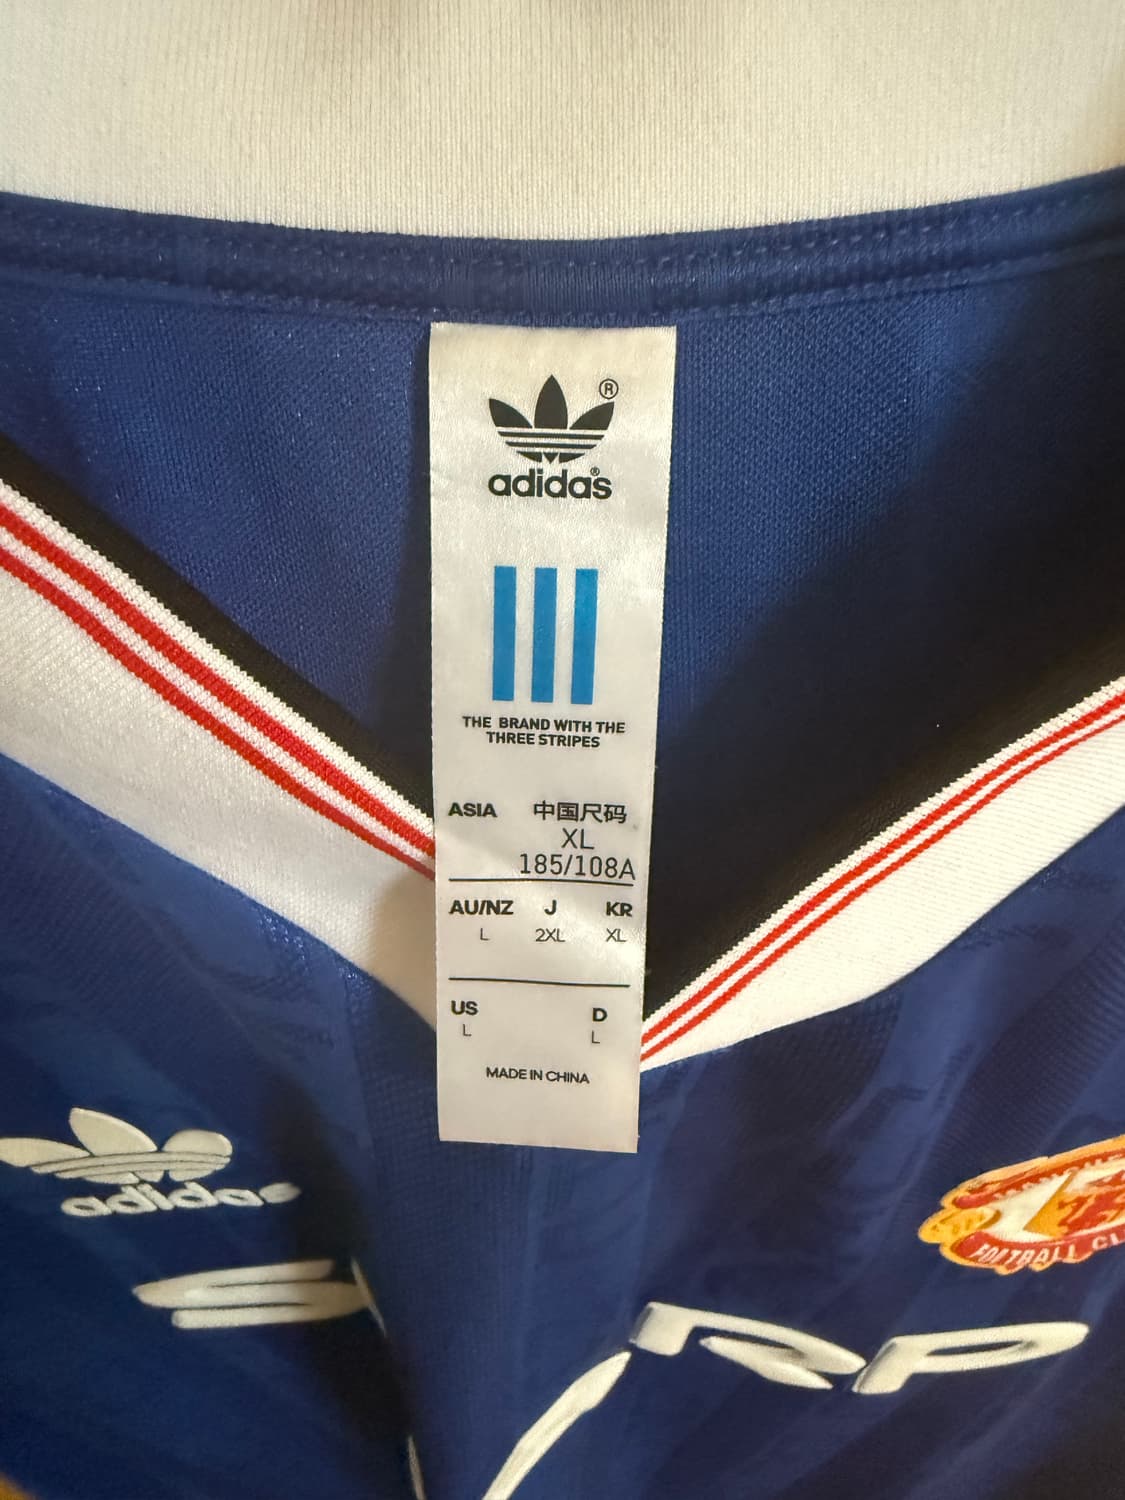 ®
adidas®
THE BRAND WITH THE
THREE STRIPES
ASIA 中国尺码
XL
185/108A
AU/NZ J KR
L 2XL XL
US D
L L
MADE IN CHINA
adidas
FOOTBALL